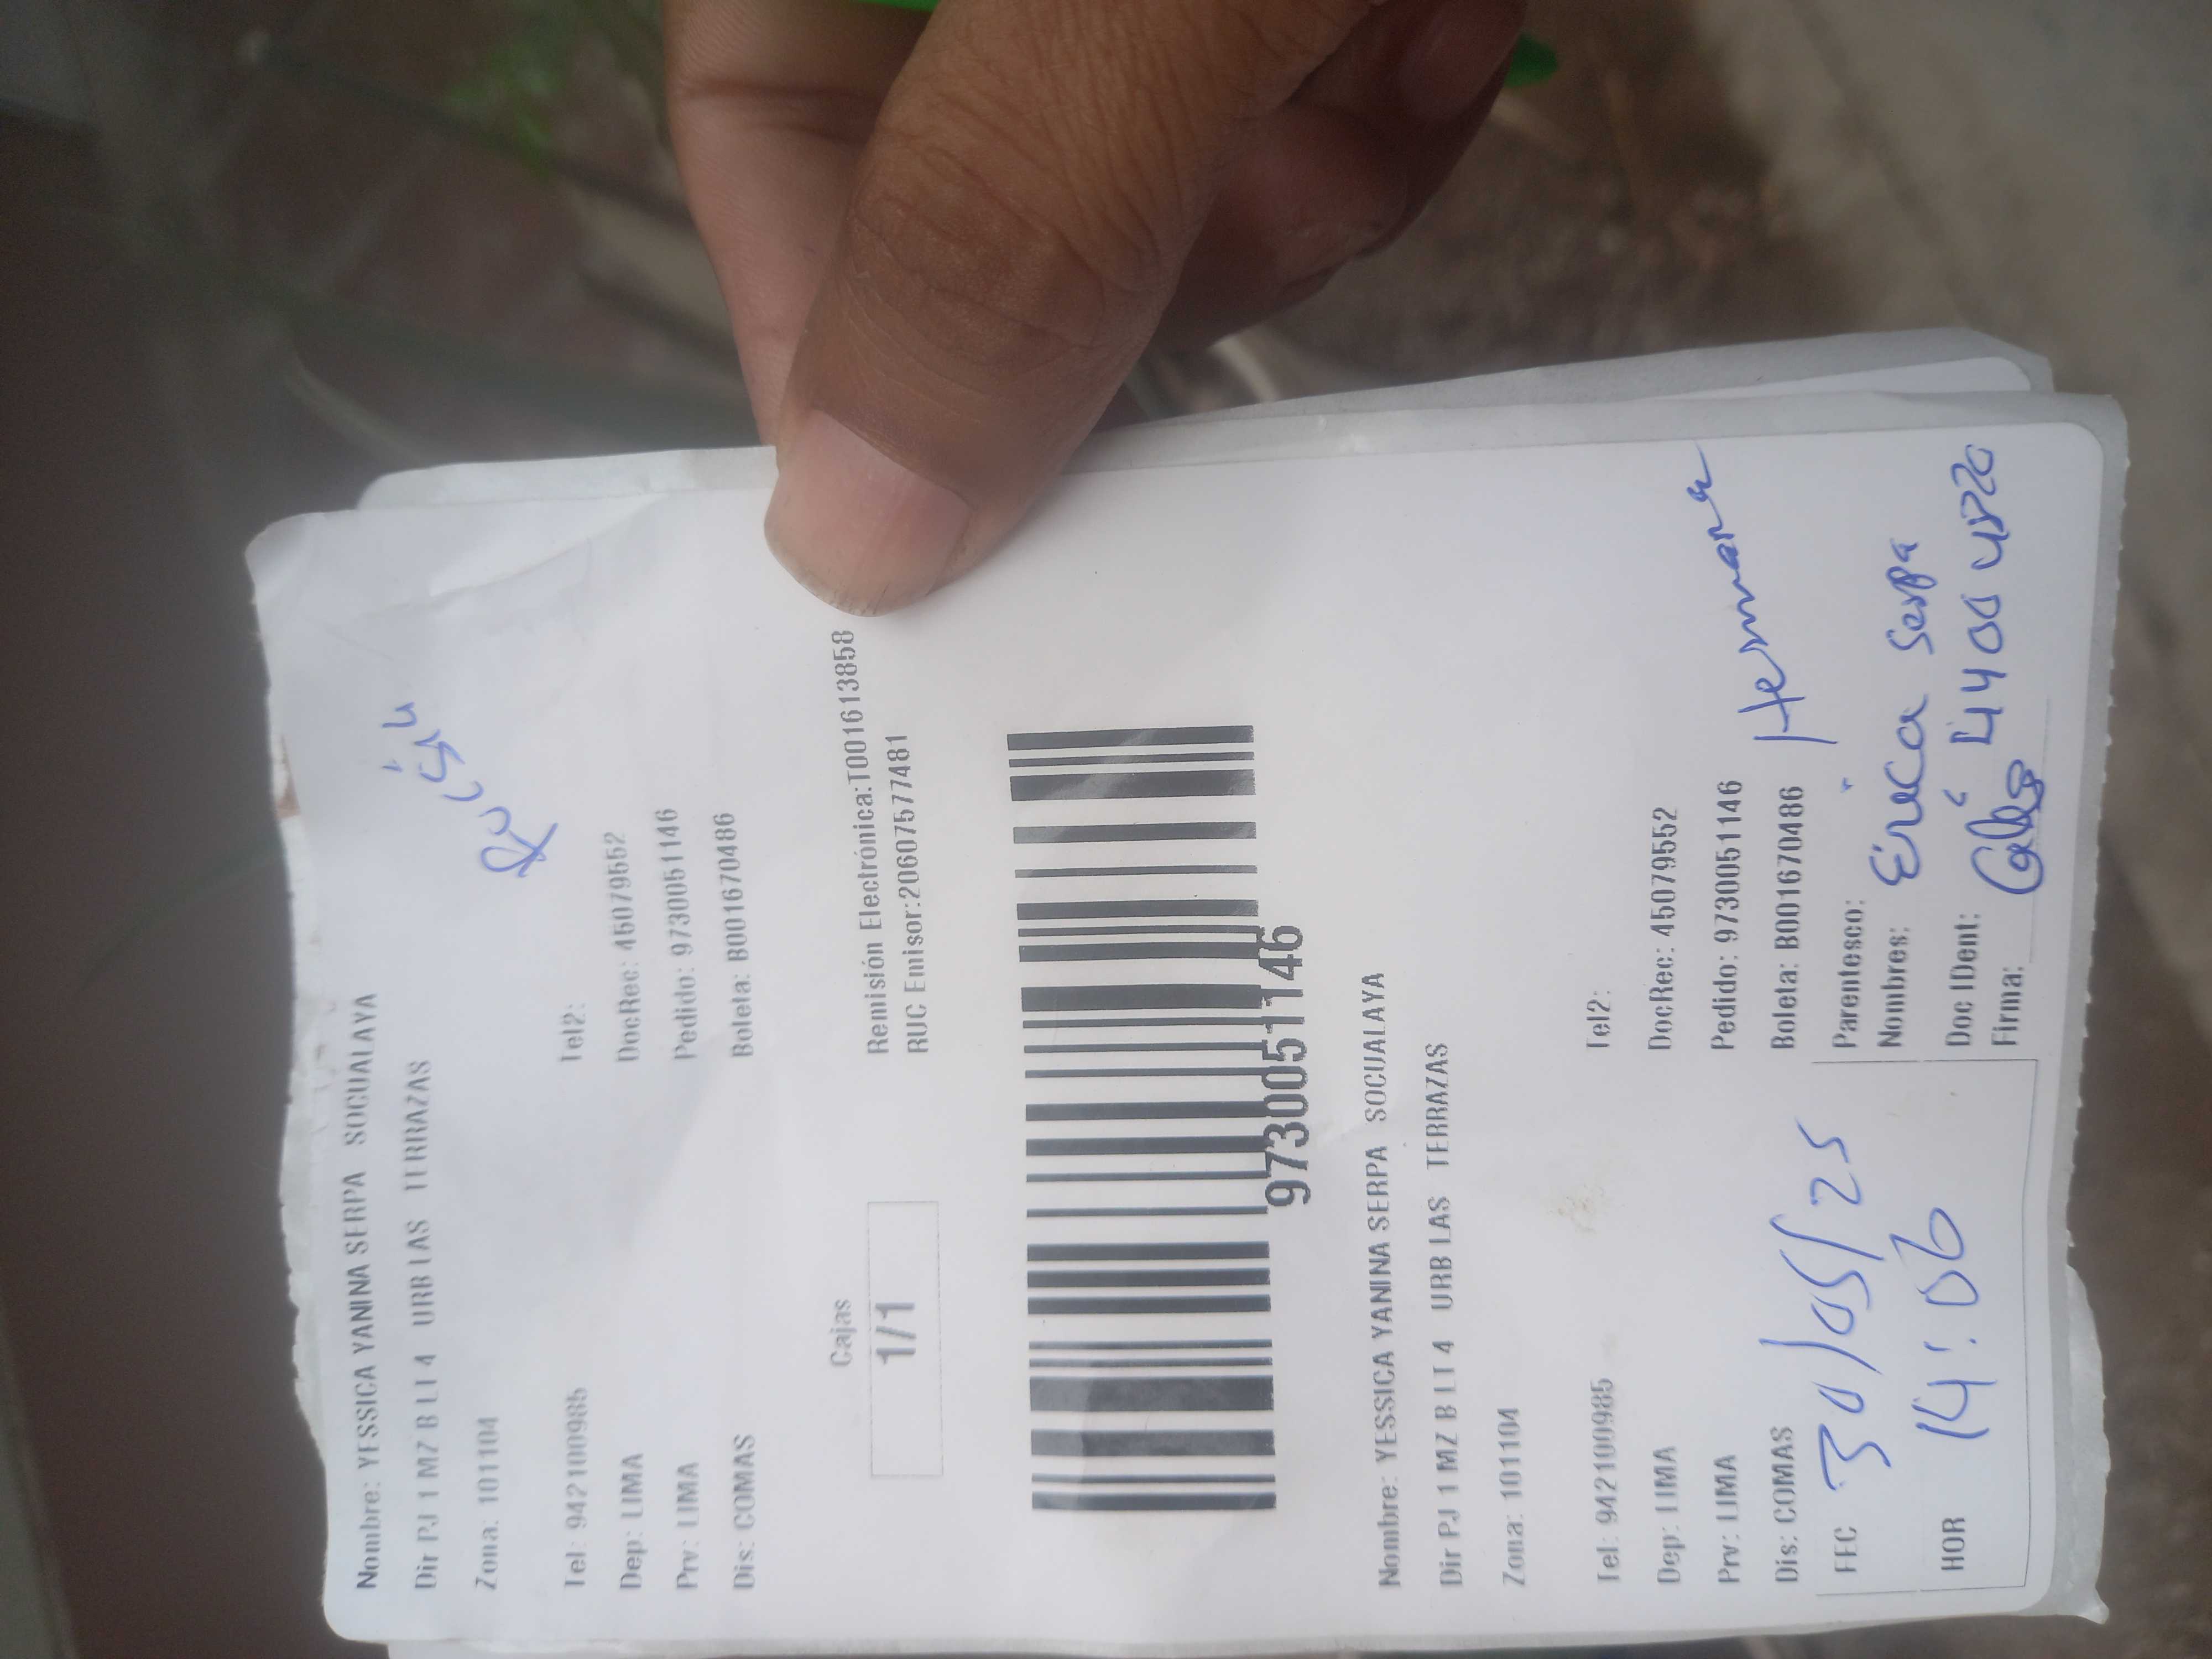 Nombre: YESSICA YANINA SERPA SOCUALAYA
Dir PJ 1 MZ B LT 4 URB LAS TERRAZAS
Zona: 101104
Tel: 942100985 Tel2:
Dep: LIMA DocRec: 45079552
Prv: LIMA Pedido: 9730051146
Dis: COMAS Boleta: B001670486
Cajas
1/1
Remisión Electrónica:T001613858
RUC Emisor:20607577481
9730051146
Nombre: YESSICA YANINA SERPA SOCUALAYA
Dir PJ 1 MZ B LT 4 URB LAS TERRAZAS
Zona: 101104
Tel: 942100985 Tel2:
Dep: LIMA DocRec: 45079552
Prv: LIMA Pedido: 9730051146
Dis: COMAS Boleta: B001670486
FEC 30/05/25
HOR 14:06
Parentesco: Hermana
Nombres: Erica Serpa
Doc IDent:
Firma: